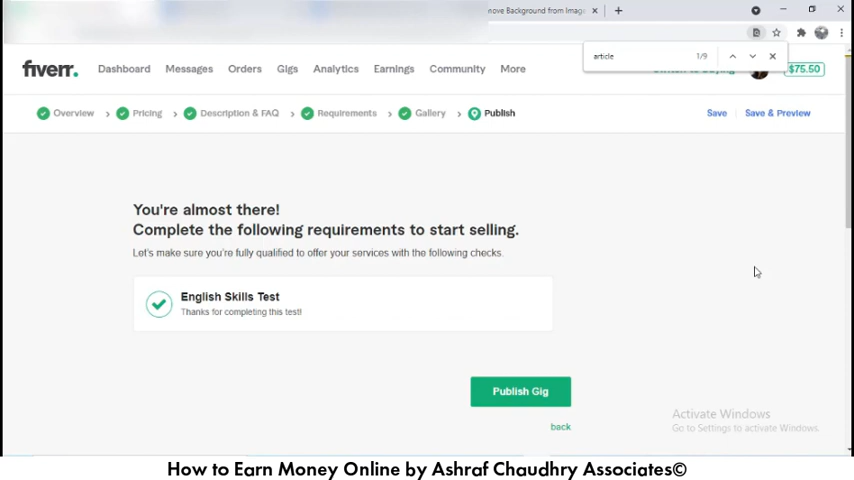 move Background from Image
article 1/9
fiverr. Dashboard Messages Orders Gigs Analytics Earnings Community More Switch to Buying $75.50
Overview Pricing Description & FAQ Requirements Gallery Publish Save Save & Preview
You're almost there!
Complete the following requirements to start selling.
Let's make sure you're fully qualified to offer your services with the following checks.
English Skills Test
Thanks for completing this test!
Publish Gig
back
Activate Windows
Go to Settings to activate Windows.
How to Earn Money Online by Ashraf Chaudhry Associates©